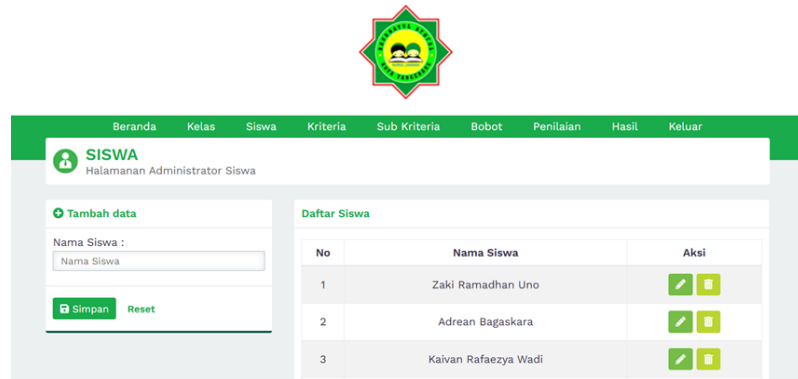 KOTA TANGERANG
Beranda Kelas Siswa Kriteria Sub Kriteria Bobot Penilaian Hasil Keluar
SISWA
Halamanan Administrator Siswa
Tambah data
Nama Siswa :
Nama Siswa
Simpan Reset
Daftar Siswa
No Nama Siswa Aksi
1 Zaki Ramadhan Uno
2 Adrean Bagaskara
3 Kaivan Rafaezya Wadi